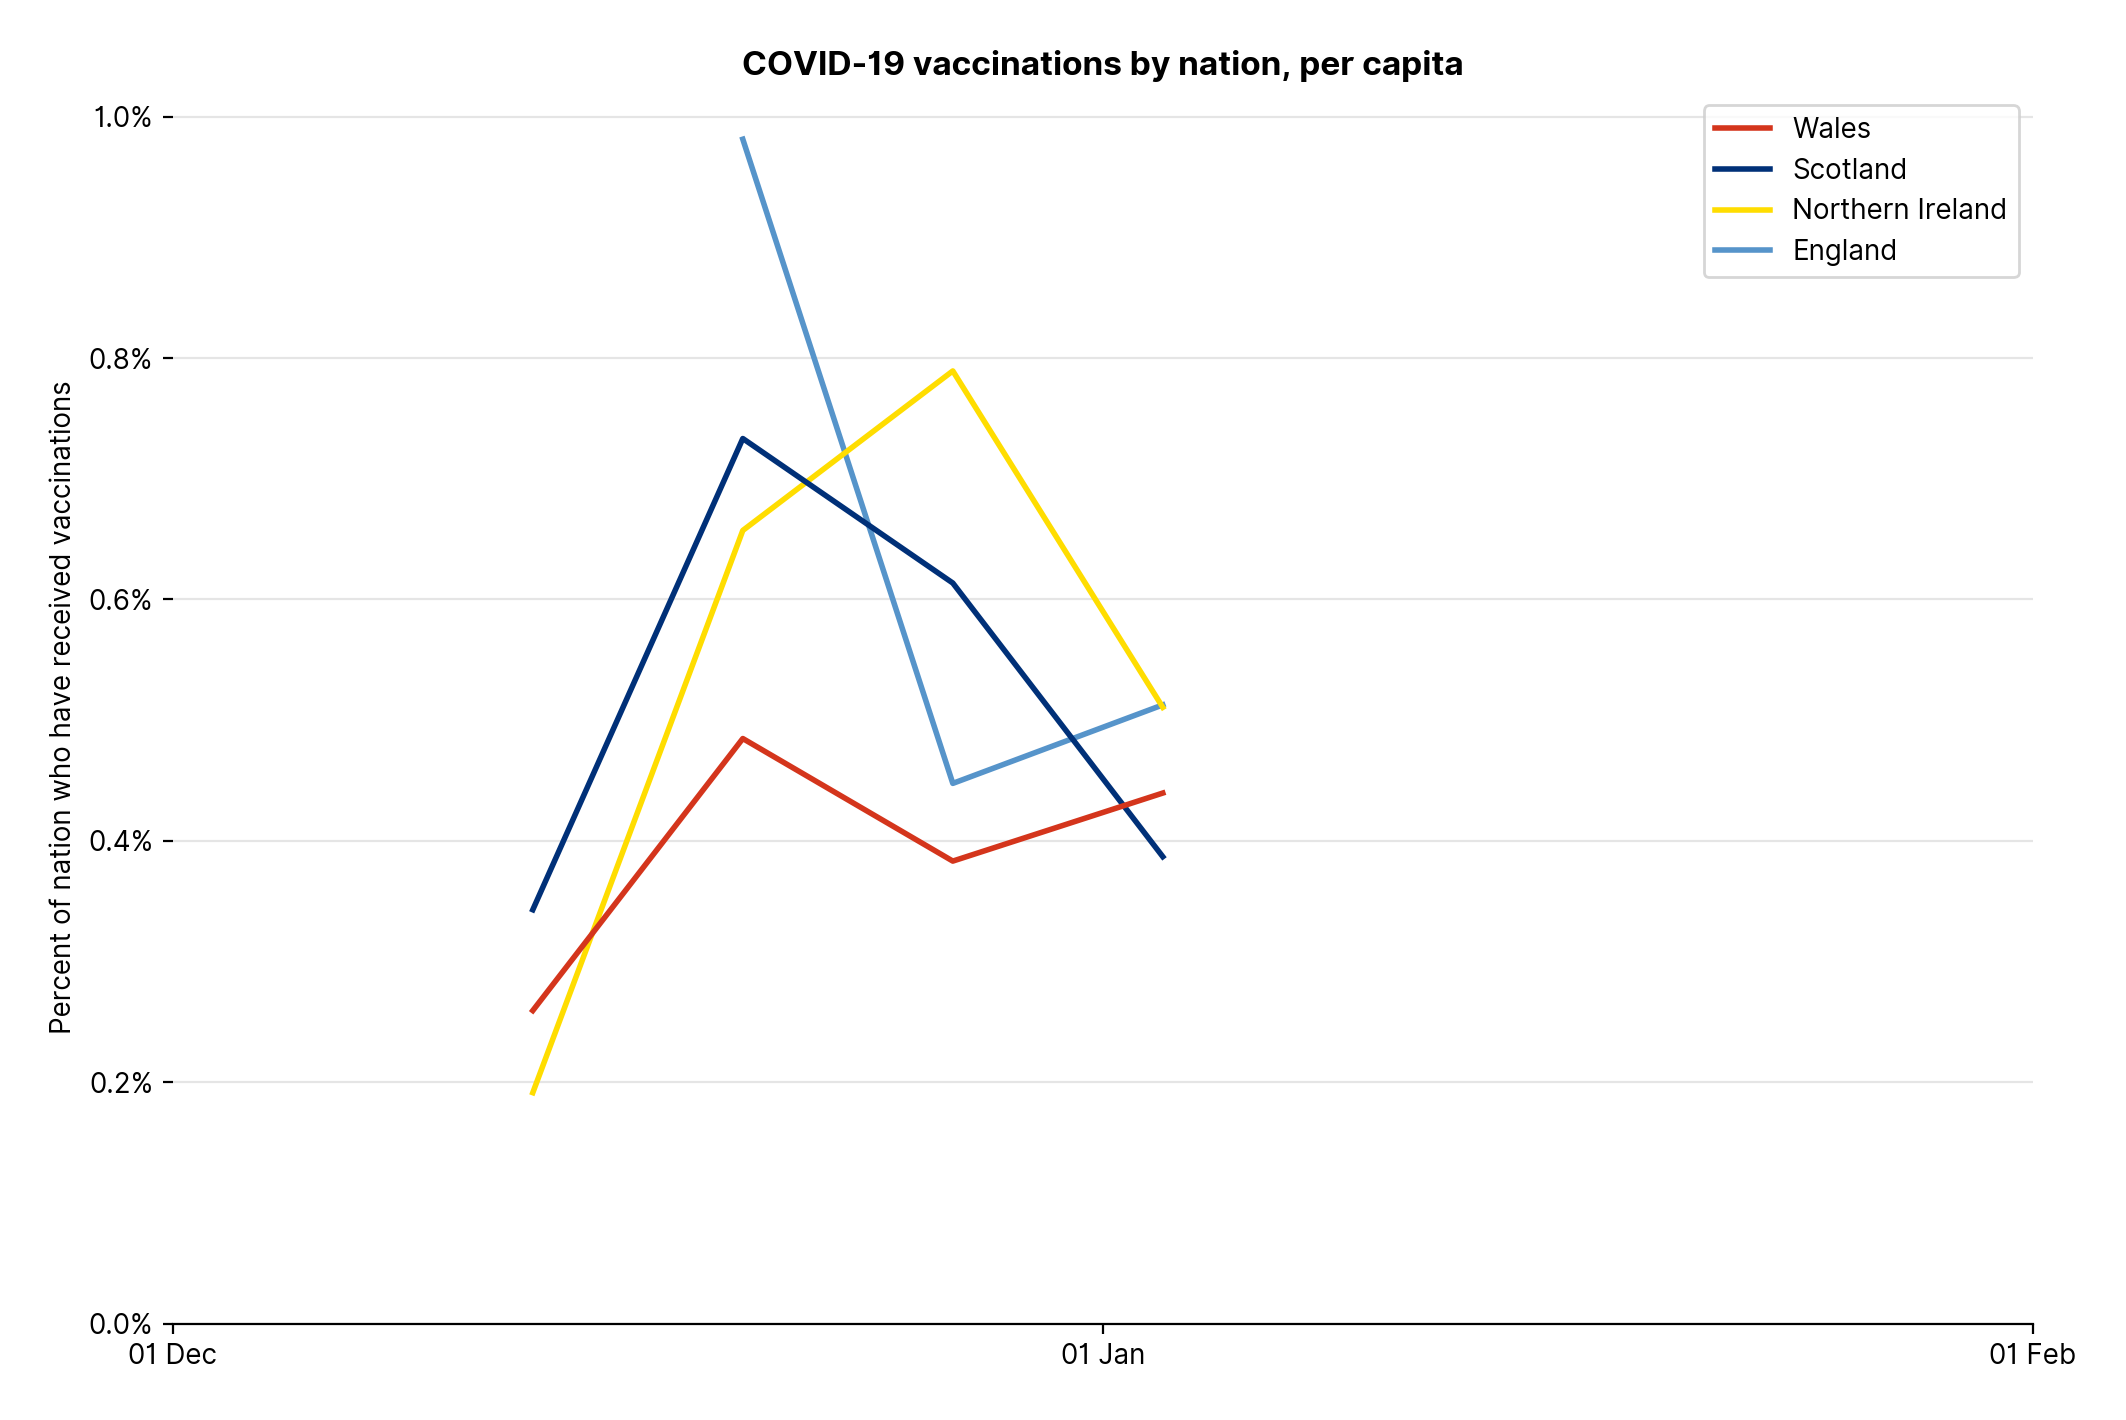 COVID-19 vaccinations by nation, per capita
Percent of nation who have received vaccinations
1.0%
0.8%
0.6%
0.4%
0.2%
0.0%
01 Dec
01 Jan
01 Feb
Wales
Scotland
Northern Ireland
England